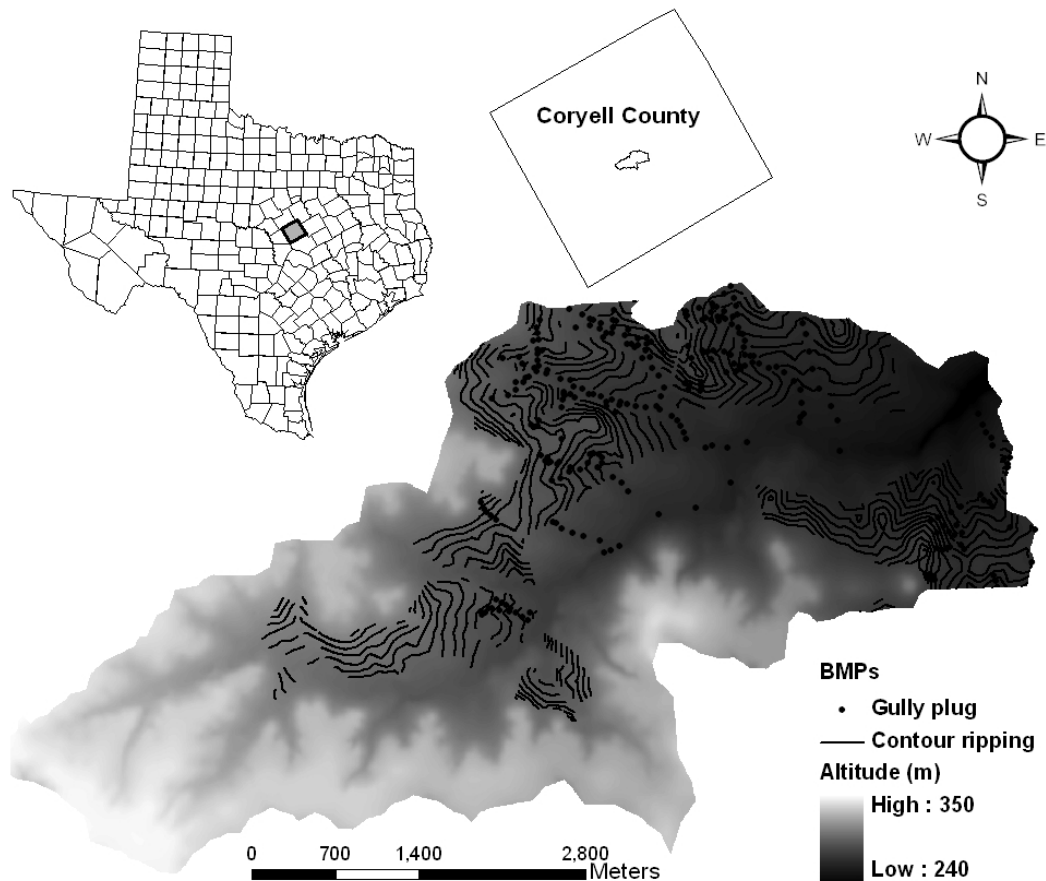 Coryell County
N
W
E
S
BMPs
Gully plug
Contour ripping
Altitude (m)
High : 350
Low : 240
0 700 1,400 2,800
Meters